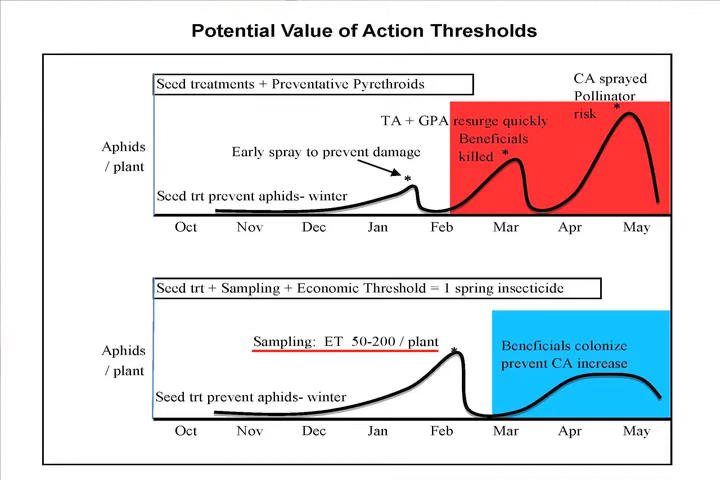 Potential Value of Action Thresholds
Seed treatments + Preventative Pyrethroids
CA sprayed
Pollinator
risk *
TA + GPA resurge quickly
Beneficials
killed *
Aphids
/ plant
Early spray to prevent damage
*
Seed trt prevent aphids- winter
Oct Nov Dec Jan Feb Mar Apr May
Seed trt + Sampling + Economic Threshold = 1 spring insecticide
Sampling: ET 50-200 / plant
*
Beneficials colonize
prevent CA increase
Aphids
/ plant
Seed trt prevent aphids- winter
Oct Nov Dec Jan Feb Mar Apr May